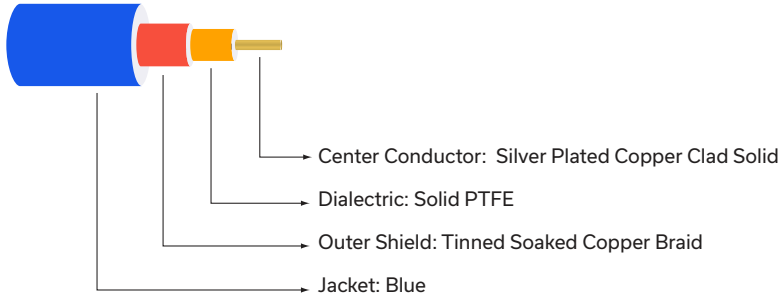 Center Conductor: Silver Plated Copper Clad Solid
Dialectric: Solid PTFE
Outer Shield: Tinned Soaked Copper Braid
Jacket: Blue